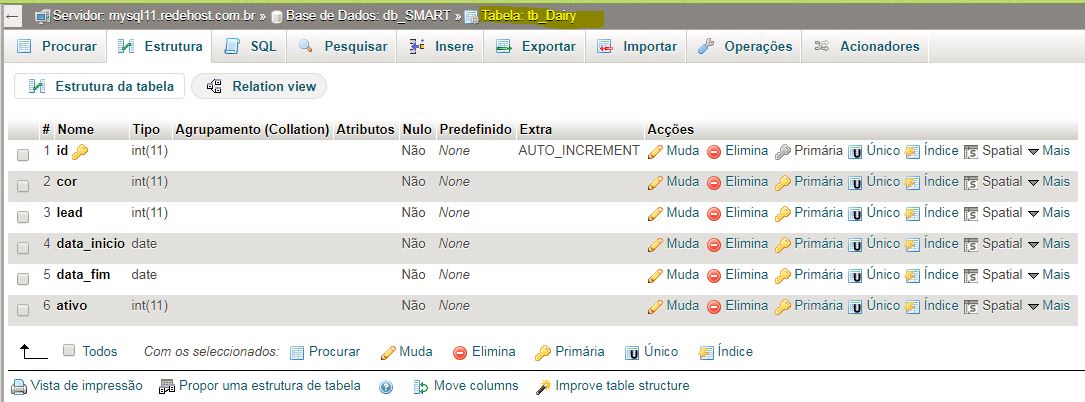 ← Servidor: mysql11.redehost.com.br » Base de Dados: db_SMART » Tabela: tb_Dairy
Procurar Estrutura SQL Pesquisar Insere Exportar Importar Operações Acionadores
Estrutura da tabela Relation view
# Nome Tipo Agrupamento (Collation) Atributos Nulo Predefinido Extra Acções
1 id int(11) Não None AUTO_INCREMENT Muda Elimina Primária Único Índice Spatial Mais
2 cor int(11) Não None Muda Elimina Primária Único Índice Spatial Mais
3 lead int(11) Não None Muda Elimina Primária Único Índice Spatial Mais
4 data_inicio date Não None Muda Elimina Primária Único Índice Spatial Mais
5 data_fim date Não None Muda Elimina Primária Único Índice Spatial Mais
6 ativo int(11) Não None Muda Elimina Primária Único Índice Spatial Mais
Todos Com os seleccionados: Procurar Muda Elimina Primária Único Índice
Vista de impressão Propor uma estrutura de tabela Move columns Improve table structure